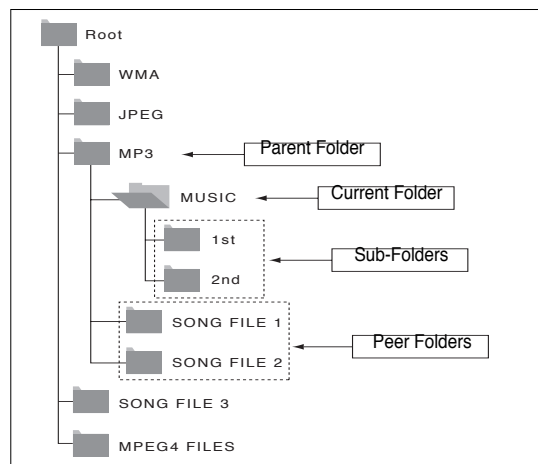 Root
WMA
JPEG
MP3
Parent Folder
MUSIC
Current Folder
1st
Sub-Folders
2nd
SONG FILE 1
Peer Folders
SONG FILE 2
SONG FILE 3
MPEG4 FILES